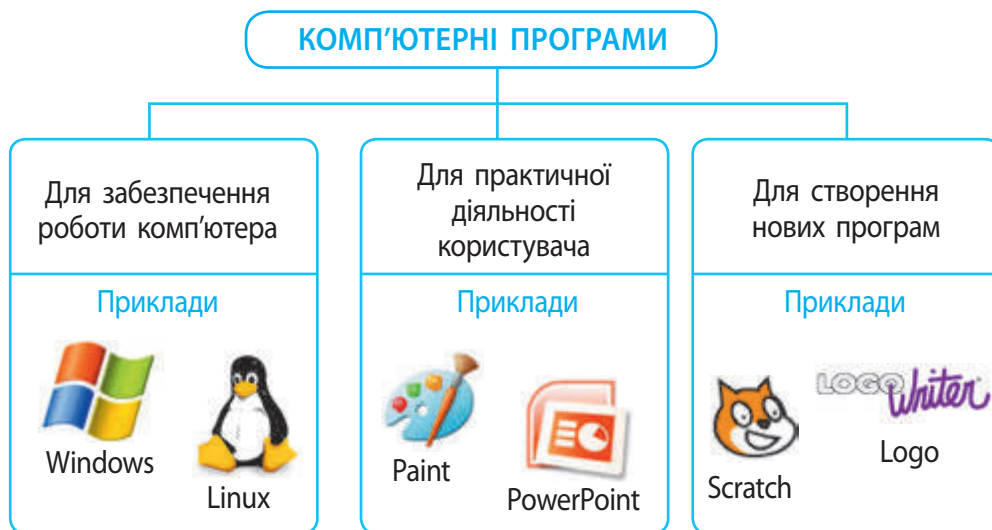 КОМП'ЮТЕРНІ ПРОГРАМИ
Для забезпечення
роботи комп'ютера
Приклади
Windows
Linux
Для практичної
діяльності
користувача
Приклади
Paint
PowerPoint
Для створення
нових програм
Приклади
Scratch
LOGO Writer
Logo